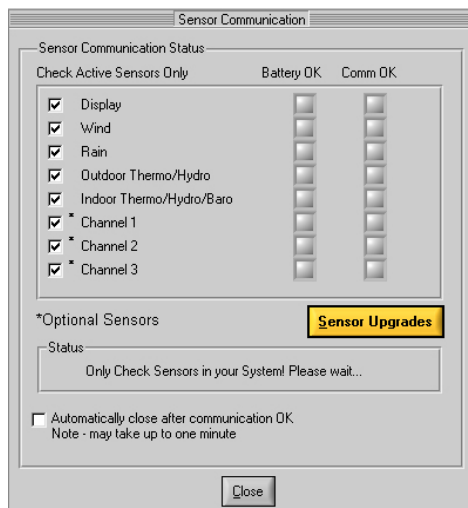 Sensor Communication
Sensor Communication Status
Check Active Sensors Only Battery OK Comm OK
Display
Wind
Rain
Outdoor Thermo/Hydro
Indoor Thermo/Hydro/Baro
* Channel 1
* Channel 2
* Channel 3
*Optional Sensors Sensor Upgrades
Status
Only Check Sensors in your System! Please wait...
Automatically close after communication OK
Note - may take up to one minute
Close